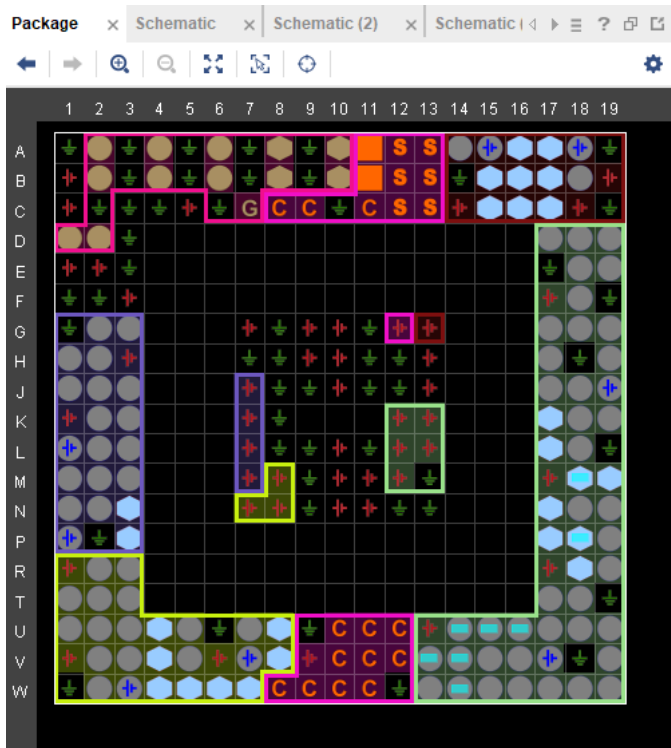 Package × Schematic × Schematic (2) × Schematic (
1 2 3 4 5 6 7 8 9 10 11 12 13 14 15 16 17 18 19
A S S
B S S
C G C C C S S
D
E
F
G
H
J
K
L
M
N
P
R
T
U C C C
V C C C
W C C C C